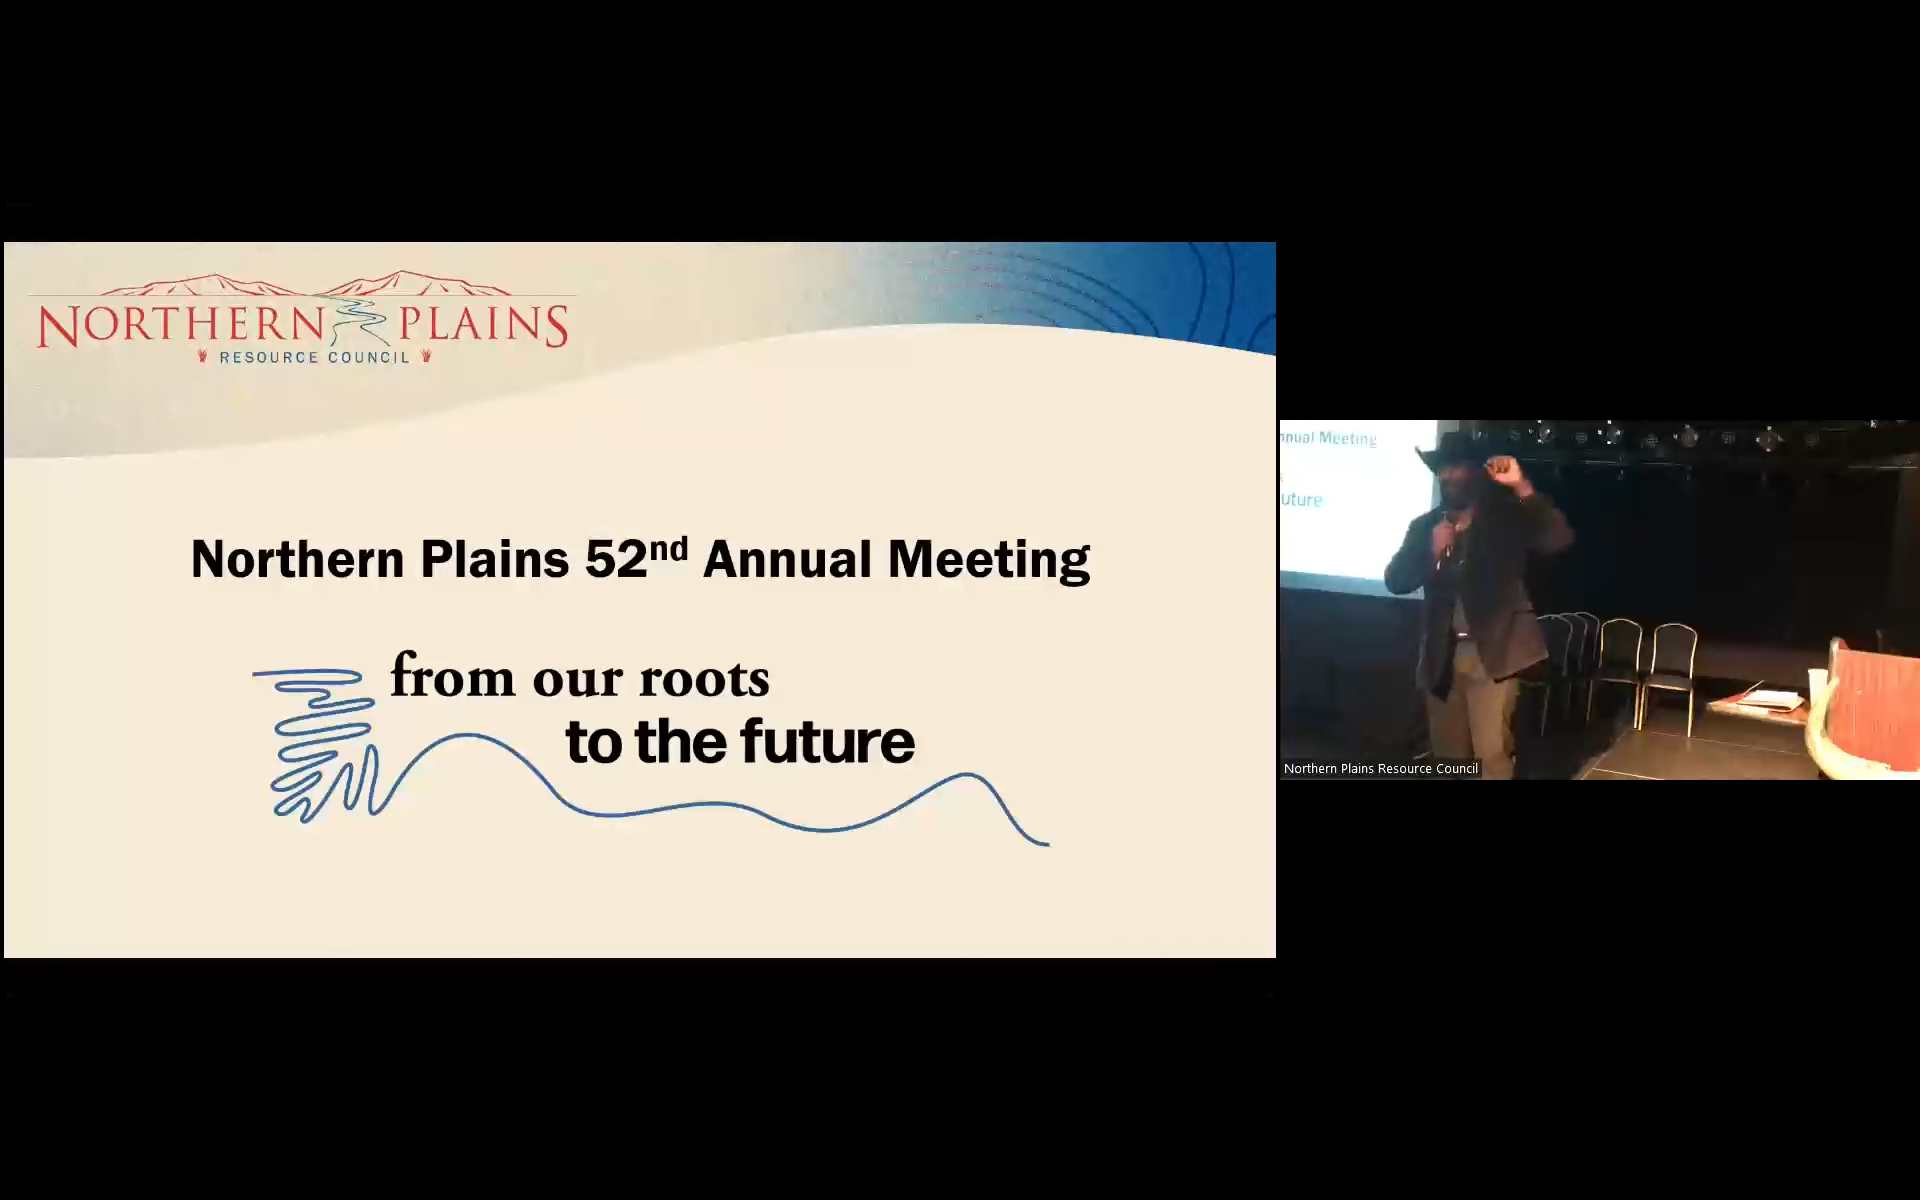 NORTHERN PLAINS
RESOURCE COUNCIL
Northern Plains 52nd Annual Meeting
from our roots
to the future
nnual Meeting
uture
Northern Plains Resource Council